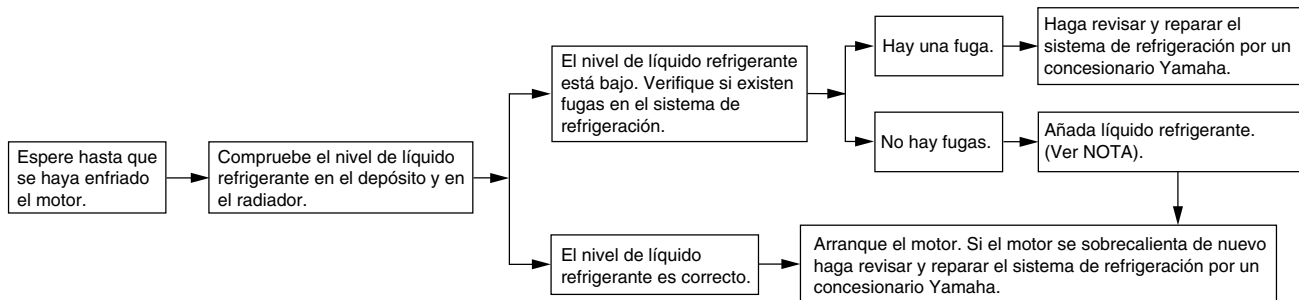 Espere hasta que
se haya enfriado
el motor.
Compruebe el nivel de líquido
refrigerante en el depósito y en
el radiador.
El nivel de líquido refrigerante
está bajo. Verifique si existen
fugas en el sistema de
refrigeración.
Hay una fuga.
Haga revisar y reparar el
sistema de refrigeración por un
concesionario Yamaha.
No hay fugas.
Añada líquido refrigerante.
(Ver NOTA).
El nivel de líquido
refrigerante es correcto.
Arranque el motor. Si el motor se sobrecalienta de nuevo
haga revisar y reparar el sistema de refrigeración por un
concesionario Yamaha.